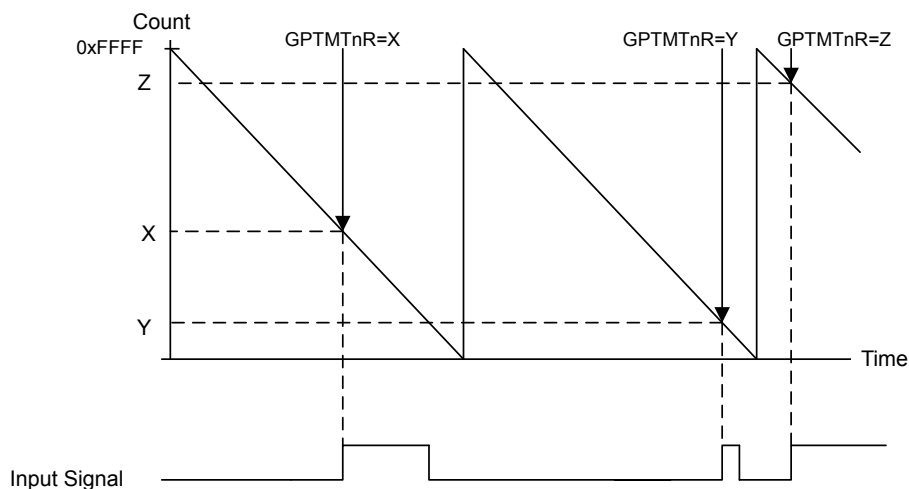 Count
0xFFFF
GPTMTnR=X
GPTMTnR=Y
GPTMTnR=Z
Z
X
Y
Time
Input Signal